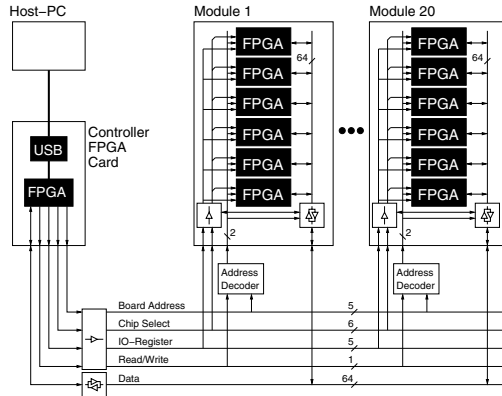 Host–PC
Module 1
Module 20
FPGA
FPGA
64
64
FPGA
FPGA
FPGA
FPGA
Controller
FPGA
Card
USB
FPGA
FPGA
FPGA
FPGA
FPGA
FPGA
FPGA
2
2
Address
Decoder
Address
Decoder
Board Address
5
Chip Select
6
IO–Register
5
Read/Write
1
Data
64